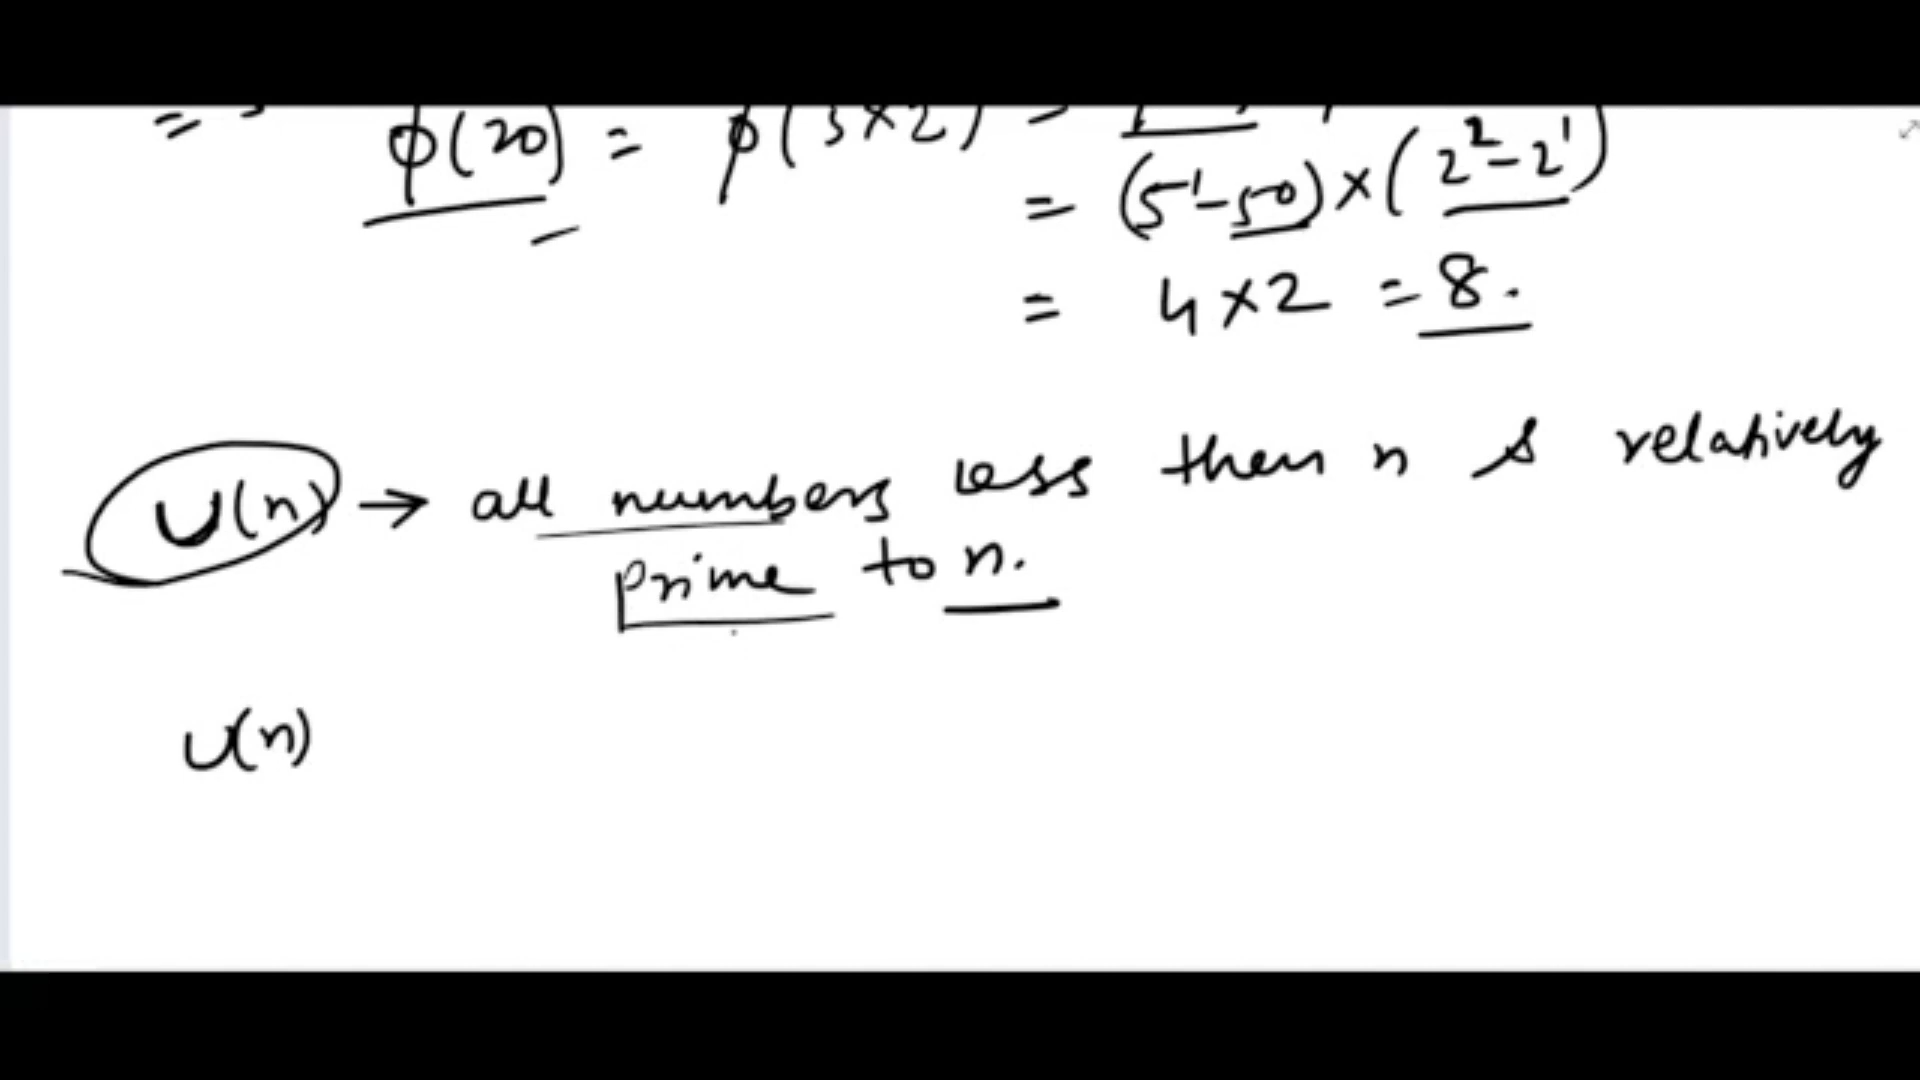 = φ(20) = φ(5×2) =
= (5¹-5⁰)×(2²-2¹)
= 4×2 = 8.
U(n) → all numbers less then n & relatively
prime to n.
U(n)